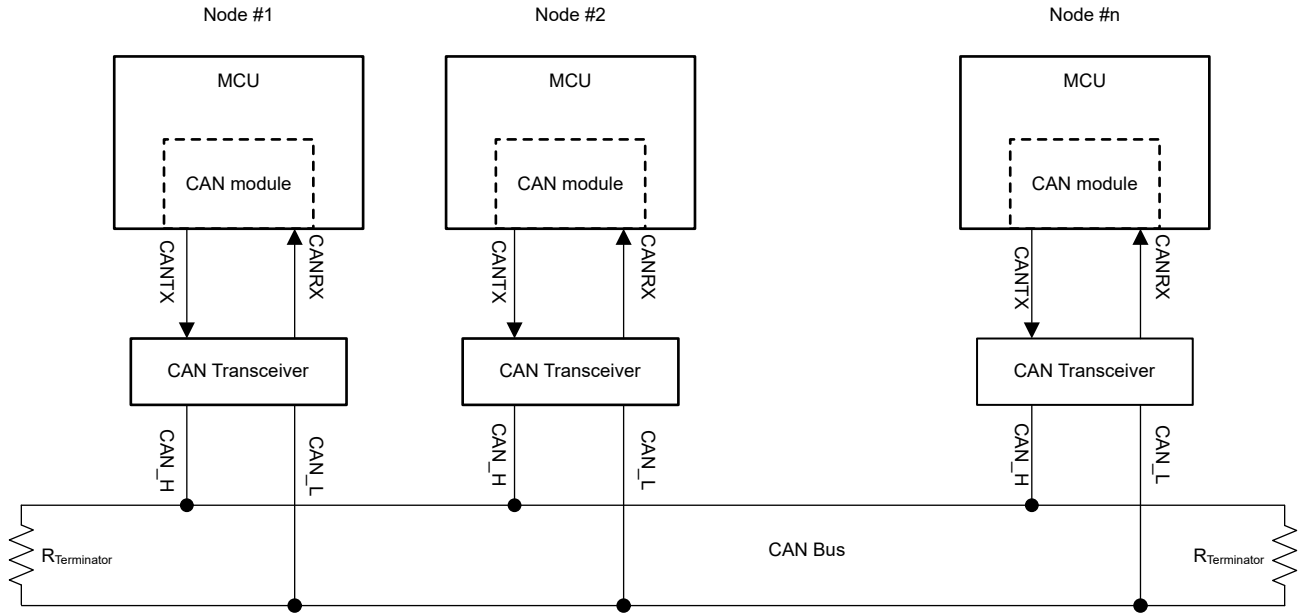 Node #1
Node #2
Node #n
MCU
MCU
MCU
CAN module
CAN module
CAN module
CANTX
CANRX
CANTX
CANRX
CANTX
CANRX
CAN Transceiver
CAN Transceiver
CAN Transceiver
CAN_H
CAN_L
CAN_H
CAN_L
CAN_H
CAN_L
RTerminator
CAN Bus
RTerminator